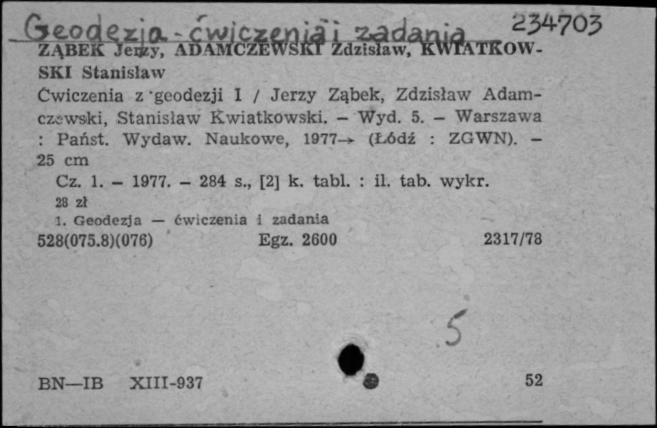 Geodezja - ćwiczenia i zadania 234703
ZĄBEK Jerzy, ADAMCZEWSKI Zdzisław, KWIATKOW-
SKI Stanisław
Ćwiczenia z geodezji I / Jerzy Ząbek, Zdzisław Adam-
czewski, Stanisław Kwiatkowski. — Wyd. 5. — Warszawa
: Państ. Wydaw. Naukowe, 1977→ (Łódź : ZGWN). —
25 cm
Cz. 1. — 1977. — 284 s., [2] k. tabl. : il. tab. wykr.
28 zł
1. Geodezja — ćwiczenia i zadania
528(075.8)(076) Egz. 2600 2317/78
5
BN—IB XIII-937 52